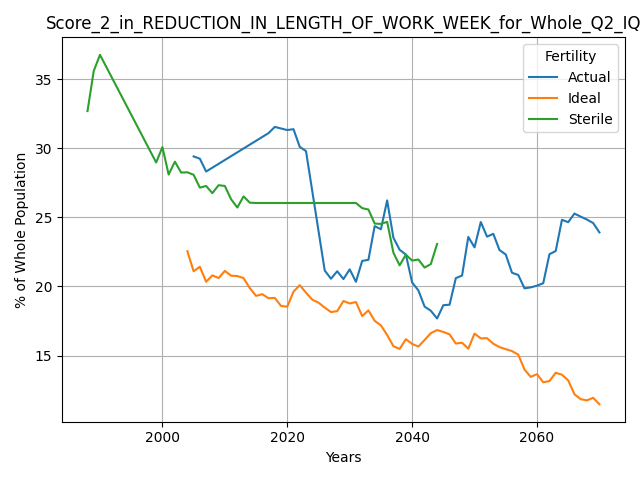 Score_2_in_REDUCTION_IN_LENGTH_OF_WORK_WEEK_for_Whole_Q2_IQ
Fertility
Actual
Ideal
Sterile
% of Whole Population
35
30
25
20
15
2000
2020
2040
2060
Years